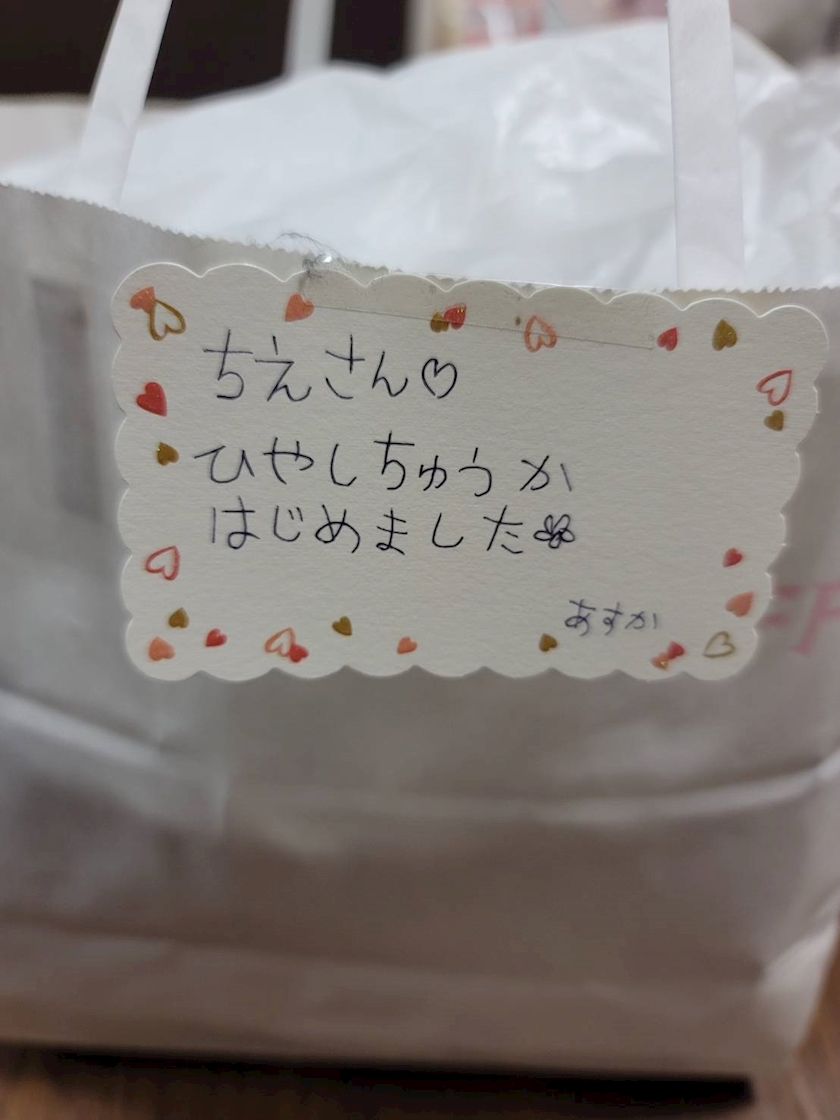 ちえさん♡
ひやしちゅうか
はじめました
あすか